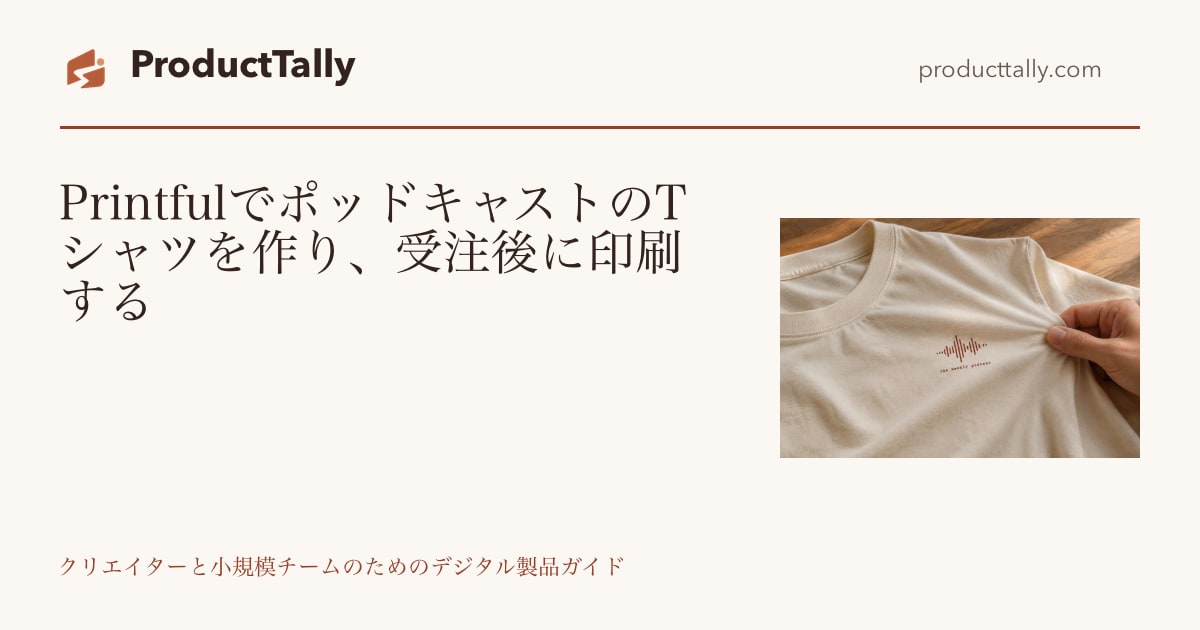 ProductTally
producttally.com
PrintfulでポッドキャストのT
シャツを作り、受注後に印刷
する
The weekly podcast
クリエイターと小規模チームのためのデジタル製品ガイド